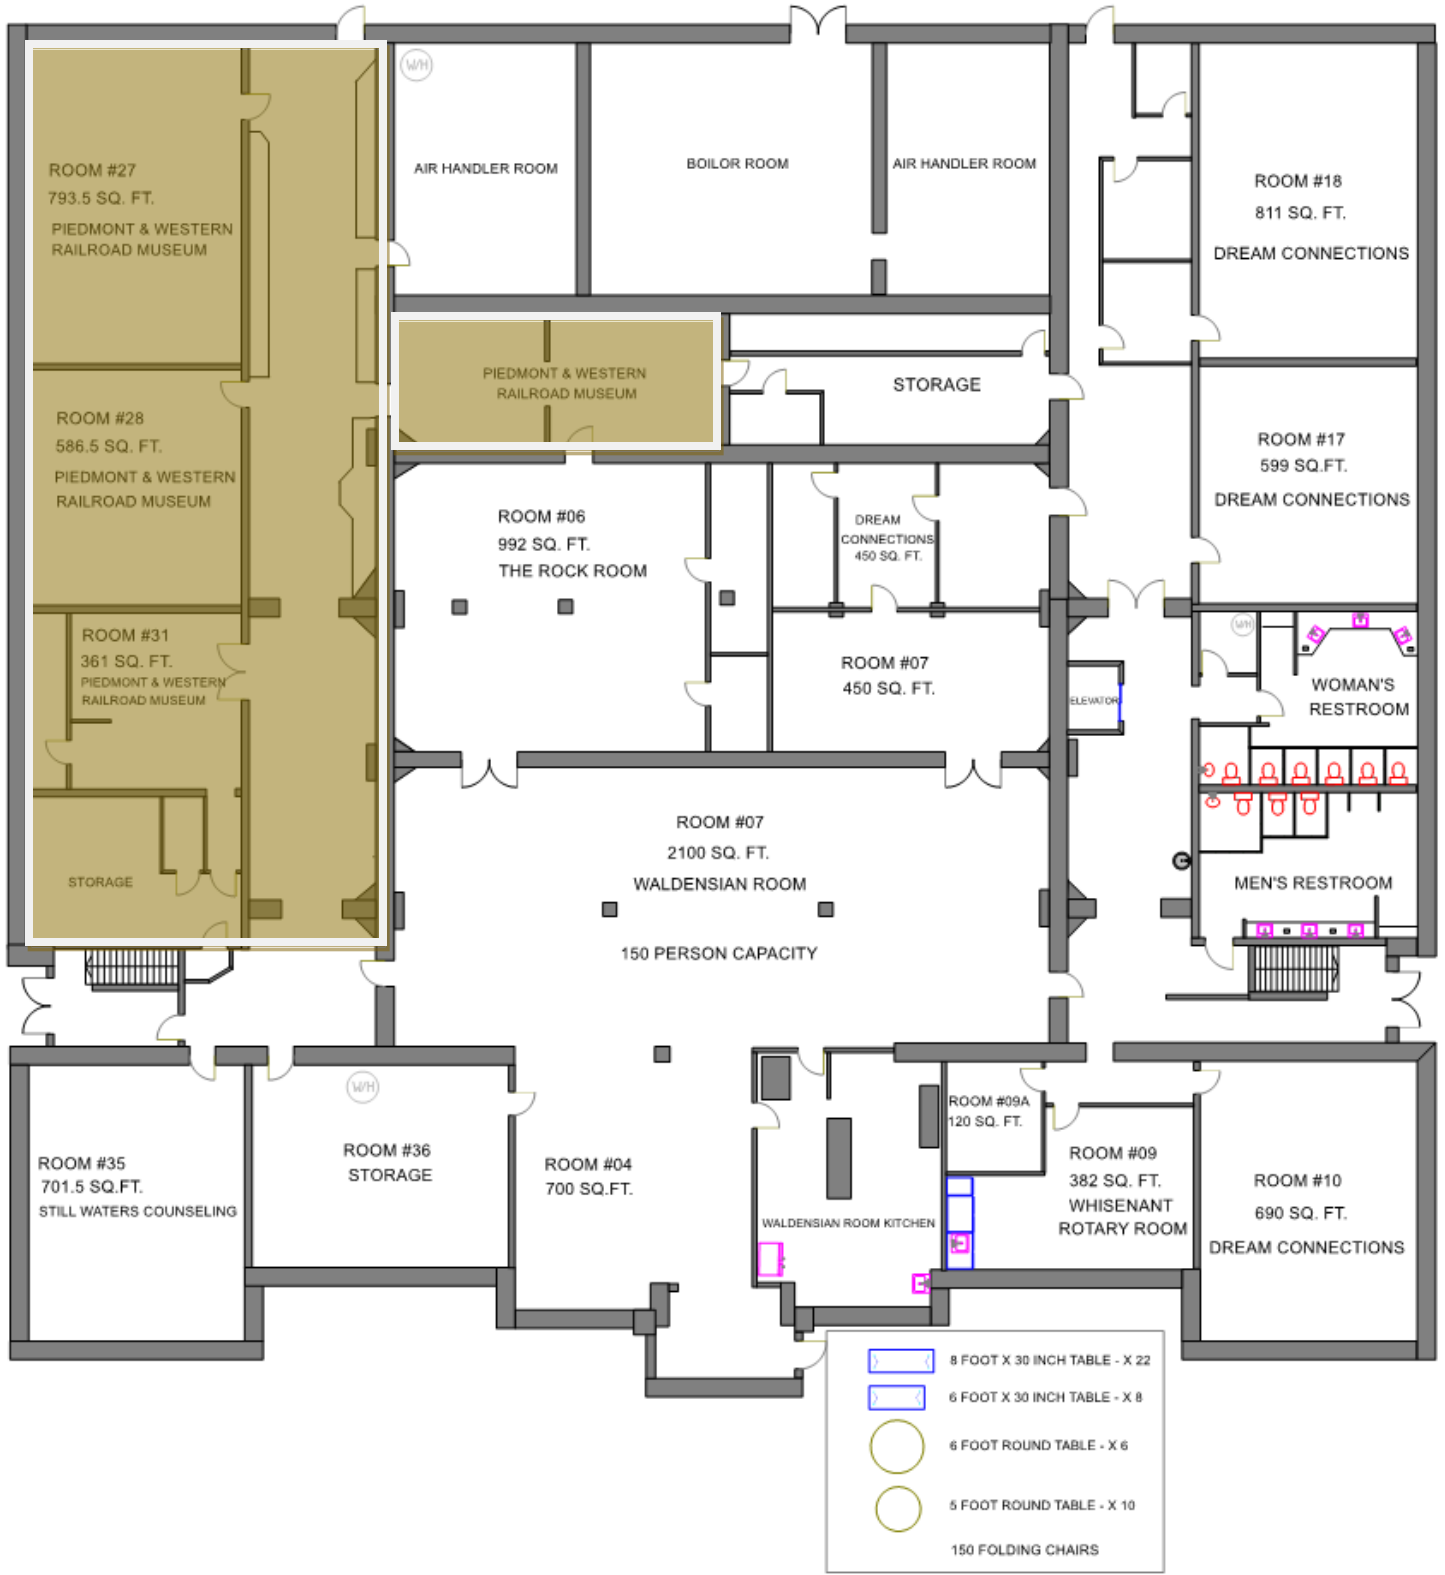 W/H
ROOM #27
793.5 SQ. FT.
PIEDMONT & WESTERN
RAILROAD MUSEUM
AIR HANDLER ROOM
BOILOR ROOM
AIR HANDLER ROOM
ROOM #18
811 SQ. FT.
DREAM CONNECTIONS
PIEDMONT & WESTERN
RAILROAD MUSEUM
STORAGE
ROOM #28
586.5 SQ. FT.
PIEDMONT & WESTERN
RAILROAD MUSEUM
ROOM #17
599 SQ.FT.
DREAM CONNECTIONS
ROOM #06
992 SQ. FT.
THE ROCK ROOM
DREAM
CONNECTIONS
450 SQ. FT.
ROOM #31
361 SQ. FT.
PIEDMONT & WESTERN
RAILROAD MUSEUM
ROOM #07
450 SQ. FT.
ELEVATOR
W/H
WOMAN'S
RESTROOM
STORAGE
ROOM #07
2100 SQ. FT.
WALDENSIAN ROOM
150 PERSON CAPACITY
MEN'S RESTROOM
ROOM #35
701.5 SQ.FT.
STILL WATERS COUNSELING
W/H
ROOM #36
STORAGE
ROOM #04
700 SQ.FT.
WALDENSIAN ROOM KITCHEN
ROOM #09A
120 SQ. FT.
ROOM #09
382 SQ. FT.
WHISENANT
ROTARY ROOM
ROOM #10
690 SQ. FT.
DREAM CONNECTIONS
8 FOOT X 30 INCH TABLE - X 22
6 FOOT X 30 INCH TABLE - X 8
6 FOOT ROUND TABLE - X 6
5 FOOT ROUND TABLE - X 10
150 FOLDING CHAIRS